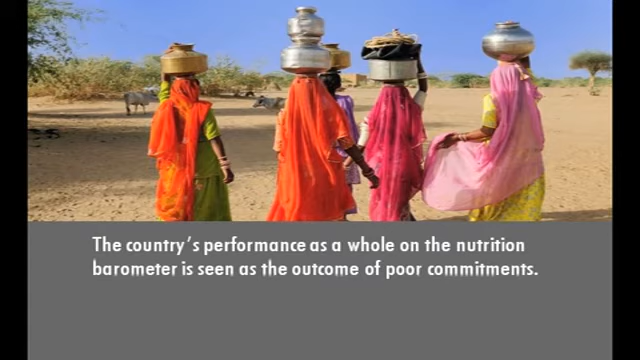 The country's performance as a whole on the nutrition
barometer is seen as the outcome of poor commitments.